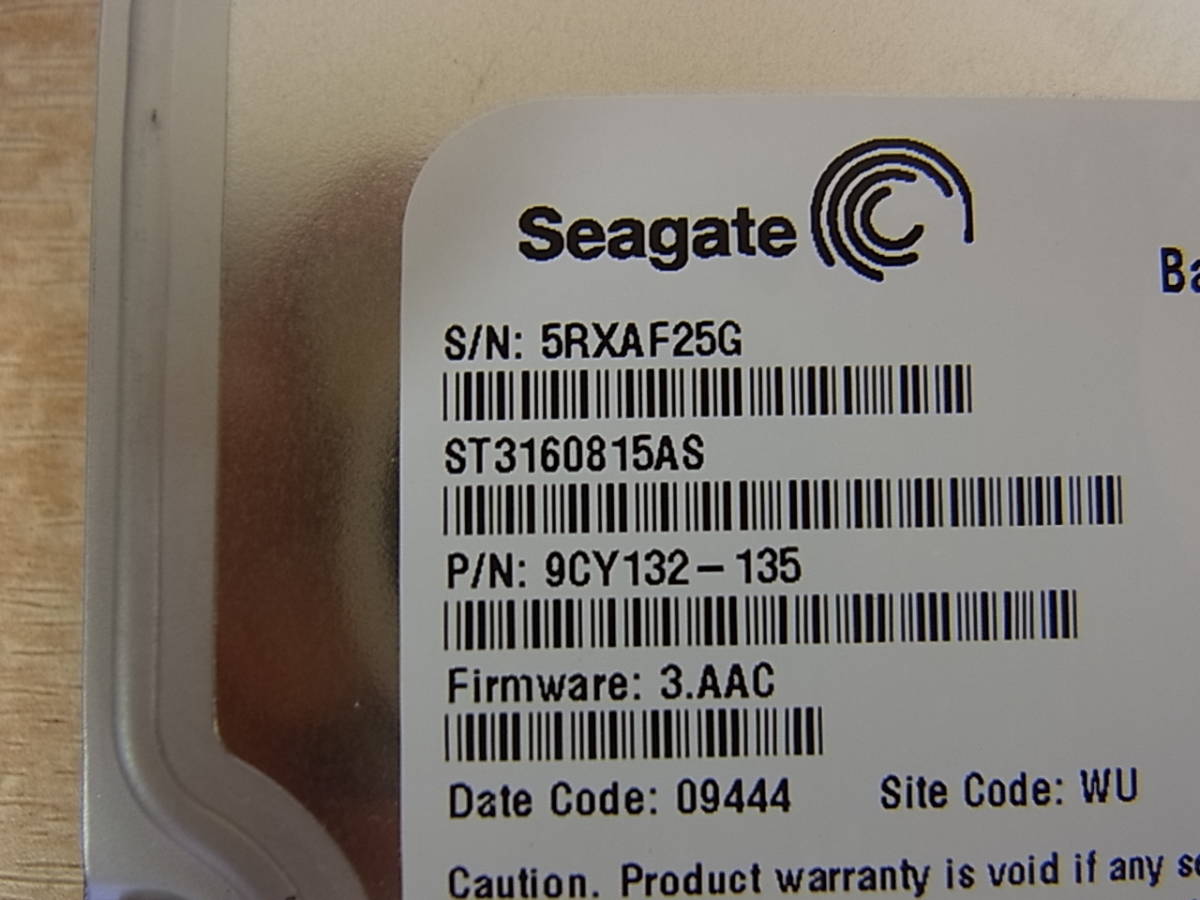 Seagate
Ba
S/N: 5RXAF25G
ST3160815AS
P/N: 9CY132-135
Firmware: 3.AAC
Date Code: 09444 Site Code: WU
Caution. Product warranty is void if any se